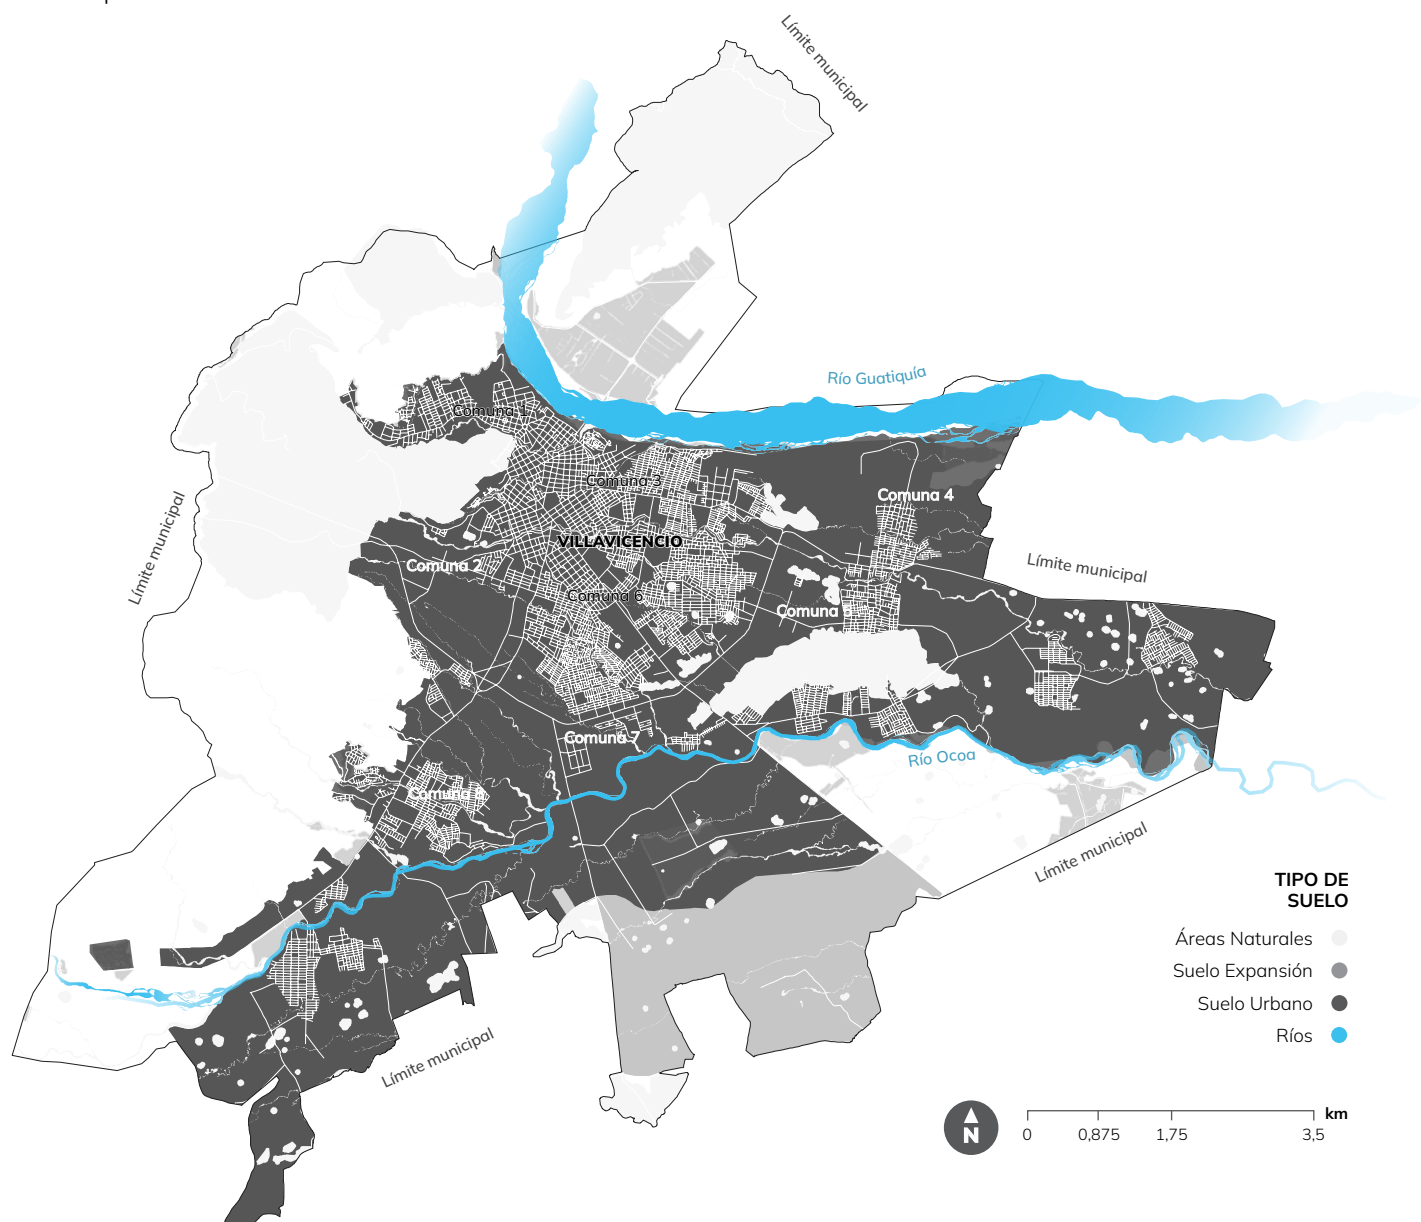 Límite municipal
Río Guatiquía
Comuna 1
Comuna 3
Comuna 4
Límite municipal
VILLAVICENCIO
Comuna 2
Límite municipal
Comuna 6
Comuna
Comuna 7
Río Ocoa
Comuna
Límite municipal
Límite municipal
TIPO DE
SUELO
Áreas Naturales
Suelo Expansión
Suelo Urbano
Ríos
N
km
0 0,875 1,75 3,5